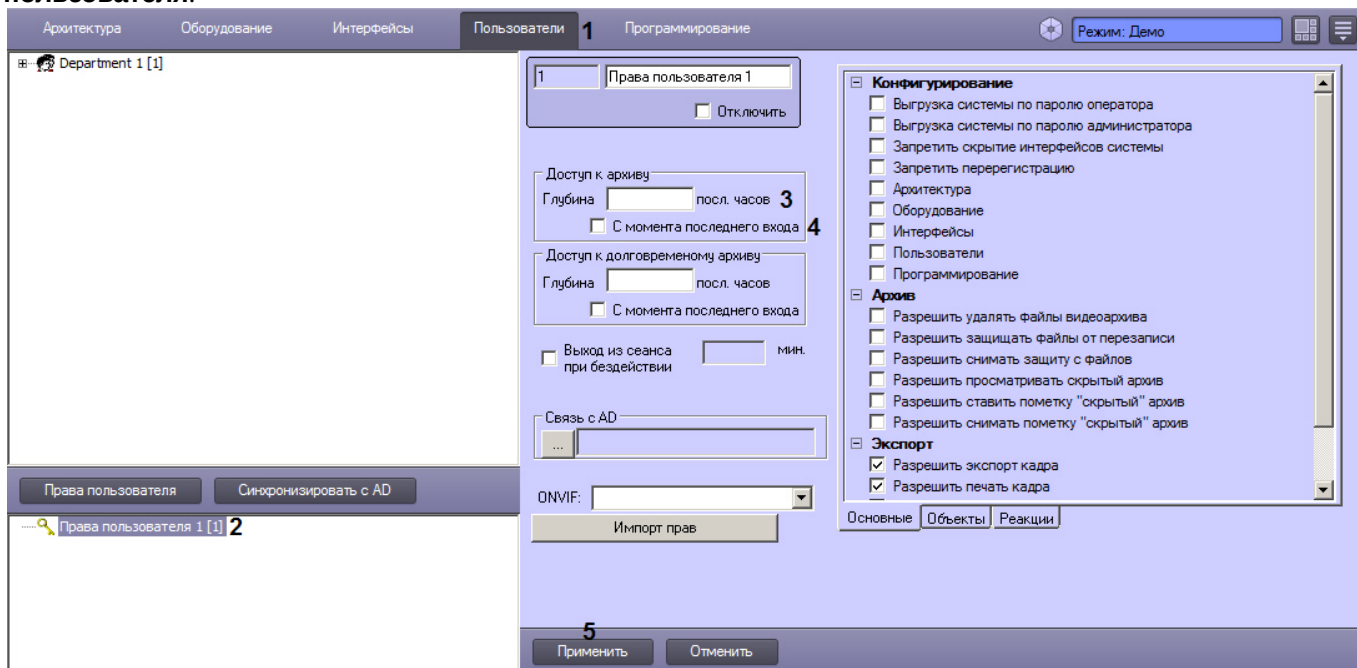 пользователя.
Архитектура Оборудование Интерфейсы Пользователи 1 Программирование Режим: Демо
Department 1 [1]
1 Права пользователя 1
Отключить
Доступ к архиву
Глубина посл. часов 3
С момента последнего входа 4
Доступ к долговременому архиву
Глубина посл. часов
С момента последнего входа
Выход из сеанса при бездействии мин.
Связь с AD
...
ONVIF:
Импорт прав
Конфигурирование
Выгрузка системы по паролю оператора
Выгрузка системы по паролю администратора
Запретить скрытие интерфейсов системы
Запретить перерегистрацию
Архитектура
Оборудование
Интерфейсы
Пользователи
Программирование
Архив
Разрешить удалять файлы видеоархива
Разрешить защищать файлы от перезаписи
Разрешить снимать защиту с файлов
Разрешить просматривать скрытый архив
Разрешить ставить пометку "скрытый" архив
Разрешить снимать пометку "скрытый" архив
Экспорт
Разрешить экспорт кадра
Разрешить печать кадра
Основные Объекты Реакции
Права пользователя Синхронизировать с AD
Права пользователя 1 [1] 2
5
Применить Отменить